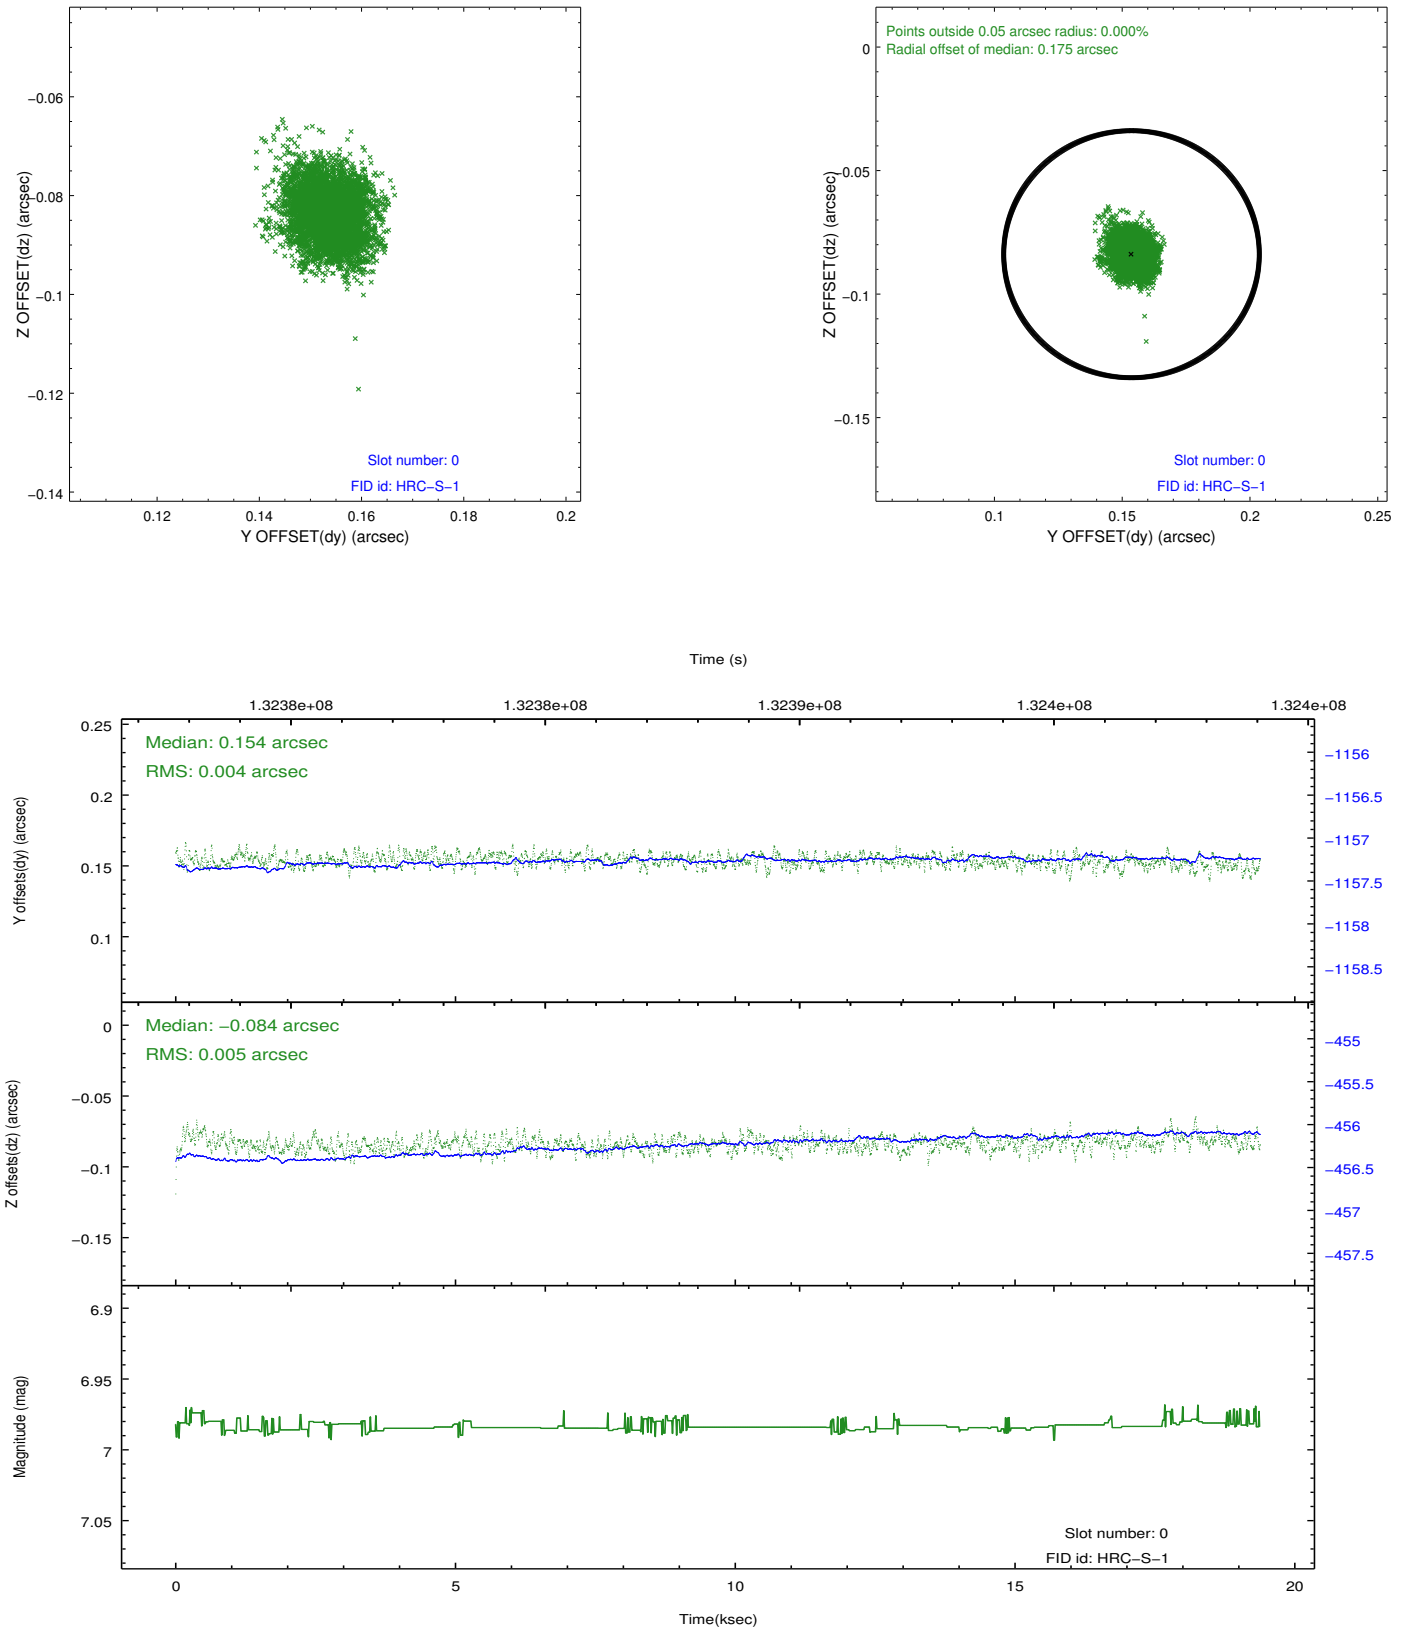 Points outside 0.05 arcsec radius: 0.000%
Radial offset of median: 0.175 arcsec
−0.06
−0.08
−0.1
−0.12
−0.14
Z OFFSET(dz) (arcsec)
Slot number: 0
FID id: HRC−S−1
0.12
0.14
0.16
0.18
0.2
Y OFFSET(dy) (arcsec)
0
−0.05
−0.1
−0.15
Z OFFSET(dz) (arcsec)
Slot number: 0
FID id: HRC−S−1
0.1
0.15
0.2
0.25
Y OFFSET(dy) (arcsec)
Time (s)
1.3238e+08
1.3238e+08
1.3239e+08
1.324e+08
1.324e+08
Median: 0.154 arcsec
RMS: 0.004 arcsec
0.25
0.2
0.15
0.1
Y offsets(dy) (arcsec)
−1156
−1156.5
−1157
−1157.5
−1158
−1158.5
Median: −0.084 arcsec
RMS: 0.005 arcsec
0
−0.05
−0.1
−0.15
Z offsets(dz) (arcsec)
−455
−455.5
−456
−456.5
−457
−457.5
6.9
6.95
7
7.05
Magnitude (mag)
Slot number: 0
FID id: HRC−S−1
0
5
10
15
20
Time(ksec)